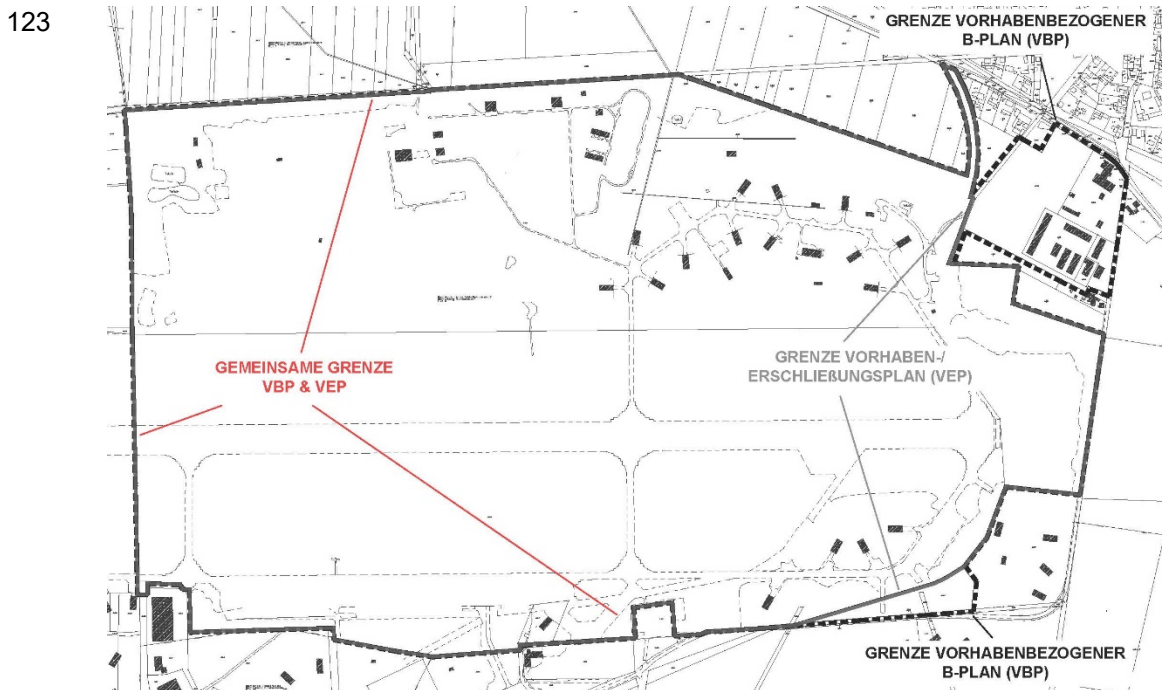 123
GRENZE VORHABENBEZOGENER
B-PLAN (VBP)
GEMEINSAME GRENZE
VBP & VEP
GRENZE VORHABEN-/
ERSCHLIEßUNGSPLAN (VEP)
GRENZE VORHABENBEZOGENER
B-PLAN (VBP)